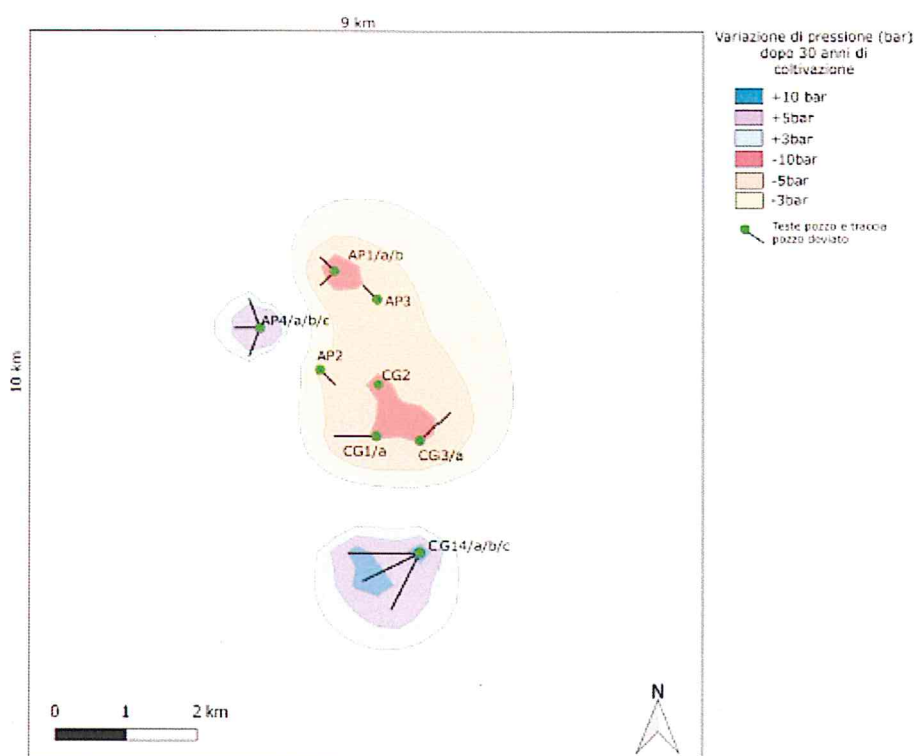 9 km
Variazione di pressione (bar)
dopo 30 anni di
coltivazione
+10 bar
+5bar
+3bar
-10bar
-5bar
-3bar
Teste pozzo e traccia
pozzo deviato
AP1/a/b
AP3
AP4/a/b/c
AP2
10 km
CG2
CG1/a
CG3/a
CG14/a/b/c
N
0 1 2 km